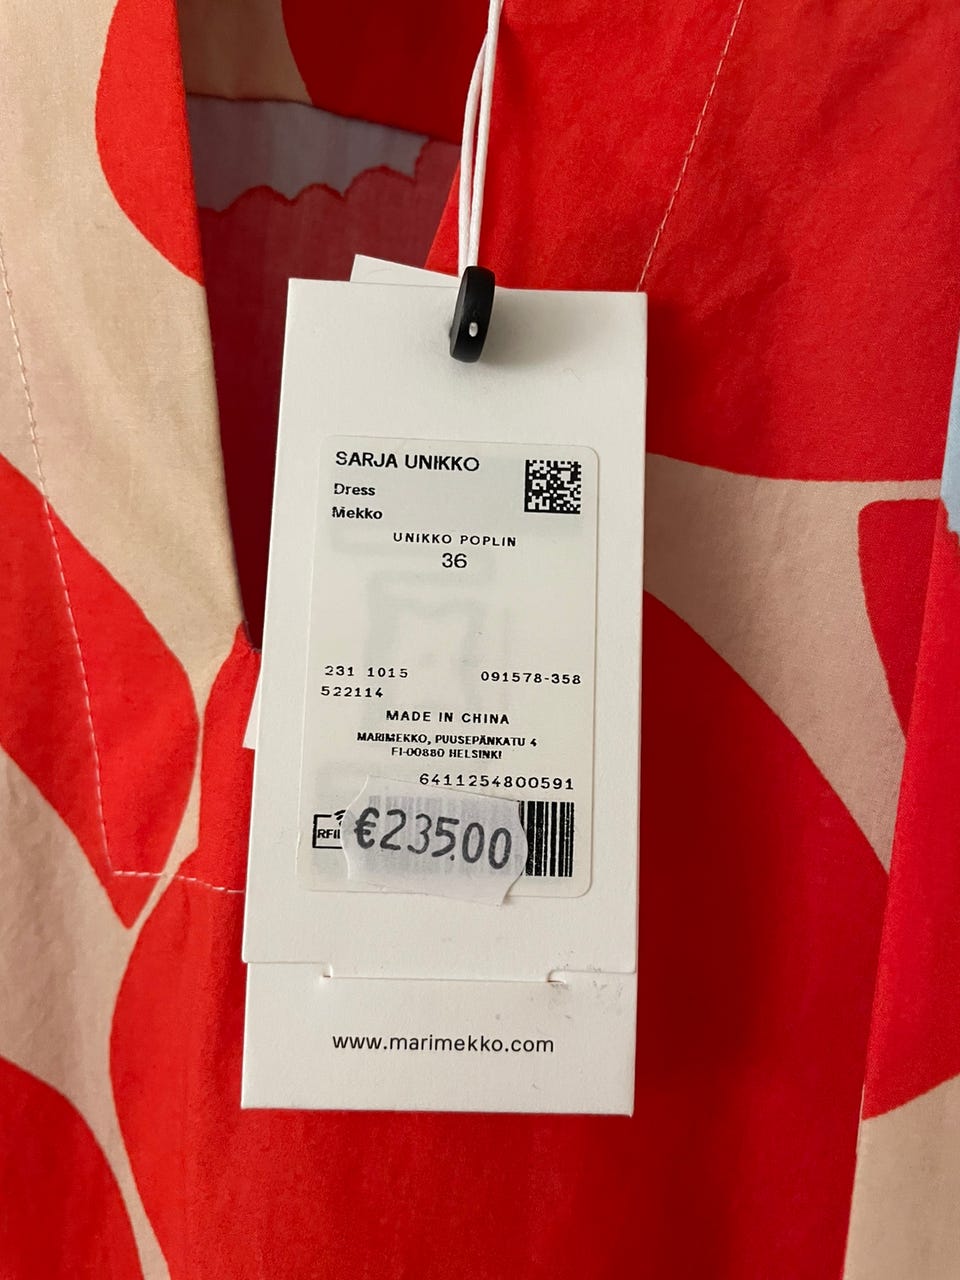 SARJA UNIKKO
Dress
Mekko
UNIKKO POPLIN
36
231 1015 091578-358
522114
MADE IN CHINA
MARIMEKKO, PUUSEPÄNKATU 4
FI-00880 HELSINKI
6411254800591
€235.00
www.marimekko.com